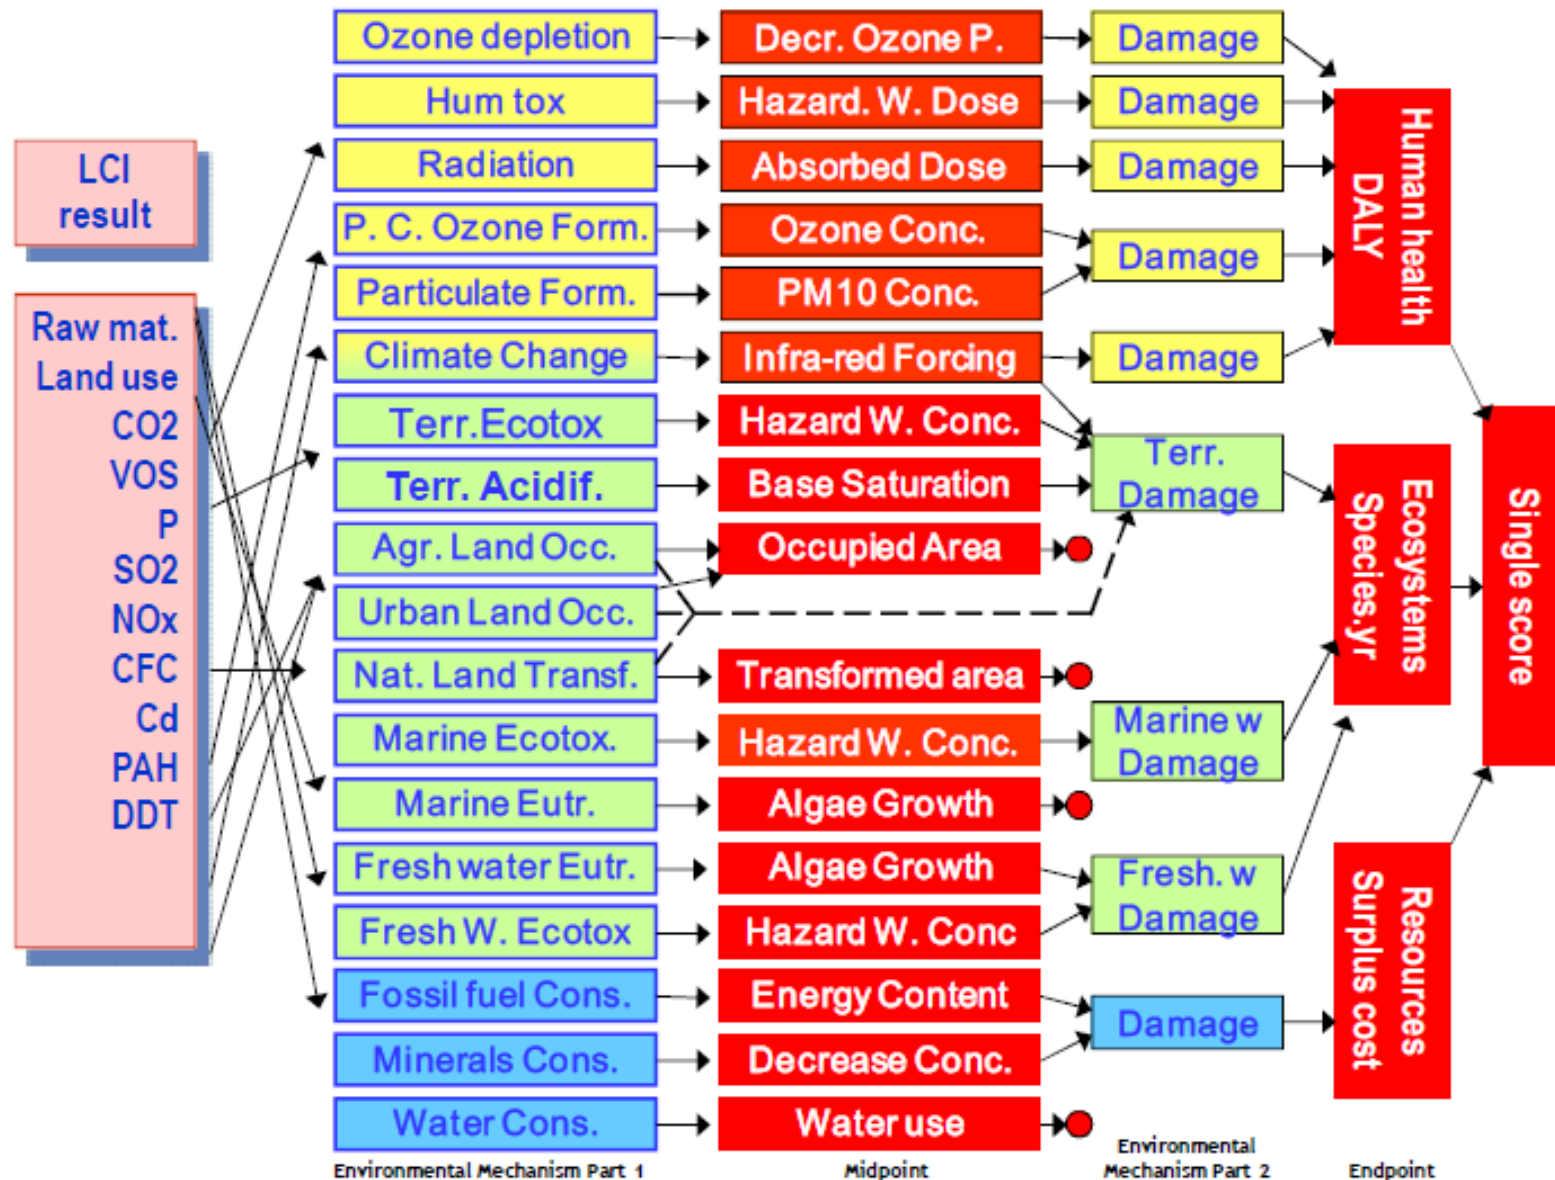 LCI
result
Raw mat.
Land use
CO2
VOS
P
SO2
NOx
CFC
Cd
PAH
DDT
Ozone depletion
Hum tox
Radiation
P. C. Ozone Form.
Particulate Form.
Climate Change
Terr.Ecotox
Terr. Acidif.
Agr. Land Occ.
Urban Land Occ.
Nat. Land Transf.
Marine Ecotox.
Marine Eutr.
Freshwater Eutr.
Fresh W. Ecotox
Fossil fuel Cons.
Minerals Cons.
Water Cons.
Environmental Mechanism Part 1
Decr. Ozone P.
Hazard. W. Dose
Absorbed Dose
Ozone Conc.
PM10 Conc.
Infra-red Forcing
Hazard W. Conc.
Base Saturation
Occupied Area
Transformed area
Hazard W. Conc.
Algae Growth
Algae Growth
Hazard W. Conc
Energy Content
Decrease Conc.
Water use
Midpoint
Damage
Damage
Damage
Damage
Damage
Terr.
Damage
Marine w
Damage
Fresh. w
Damage
Damage
Environmental
Mechanism Part 2
Human health
DALY
Ecosystems
Species.yr
Resources
Surplus cost
Endpoint
Single score